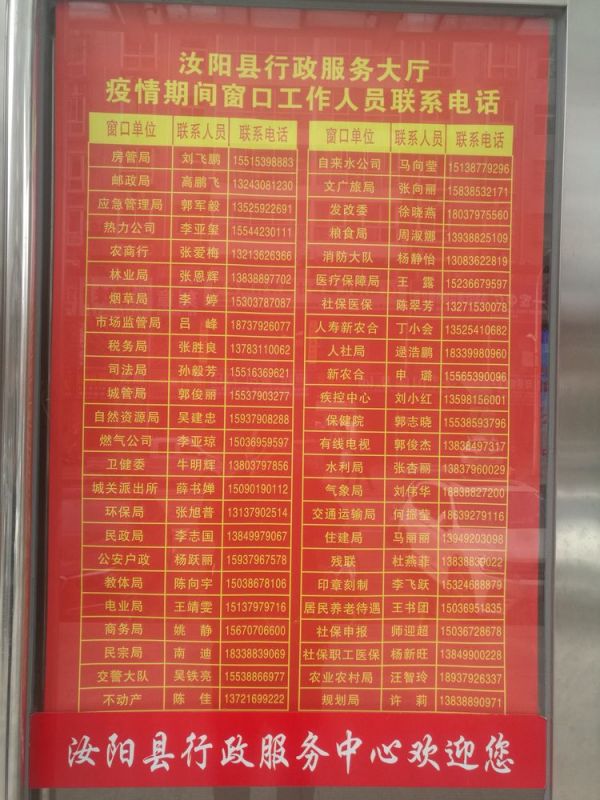 汝阳县行政服务大厅
疫情期间窗口工作人员联系电话
窗口单位 联系人员 联系电话 窗口单位 联系人员 联系电话
房管局 刘飞鹏 15515398883 自来水公司 马向莹 15138779296
邮政局 高鹏飞 13243081230 文广旅局 张向丽 15838532171
应急管理局 郭军毅 13525922691 发改委 徐晓燕 18037975560
热力公司 李亚玺 15544230111 粮食局 周淑娜 13938825109
农商行 张爱梅 13213626366 消防大队 杨静怡 13083622819
林业局 张恩辉 13838897702 医疗保障局 王露 15236679597
烟草局 李婷 15303787087 社保医保 陈翠芳 13271530078
市场监管局 吕峰 18737926077 人寿新农合 丁小会 13525410682
税务局 张胜良 13783110062 人社局 逯浩鹏 18339980960
司法局 孙毅芳 15516369621 新农合 申璐 15565390096
城管局 郭俊丽 15537903277 疾控中心 刘小红 13598156001
自然资源局 吴建忠 15937908288 保健院 郭志晓 15538593796
燃气公司 李亚琼 15036959597 有线电视 郭俊杰 13838497317
卫健委 牛明辉 13803797856 水利局 张杏丽 13837960029
城关派出所 薛书婵 15090190112 气象局 刘伟华 18838827200
环保局 张旭普 13137902514 交通运输局 何振莹 18639279116
民政局 李志国 13849979067 住建局 马丽丽 13949203098
公安户政 杨跃丽 15937967578 残联 杜燕菲 13838839022
教体局 陈向宇 15038678106 印章刻制 李飞跃 15324688879
电业局 王靖雯 15137979716 居民养老待遇 王书团 15036951835
商务局 姚静 15670706600 社保申报 师迎超 15036728678
民宗局 南迪 18338839069 社保职工医保 杨新旺 13849900228
交警大队 吴铁亮 15538866977 农业农村局 汪智玲 18937926337
不动产 陈佳 13721699222 规划局 许莉 13838890971
汝阳县行政服务中心欢迎您